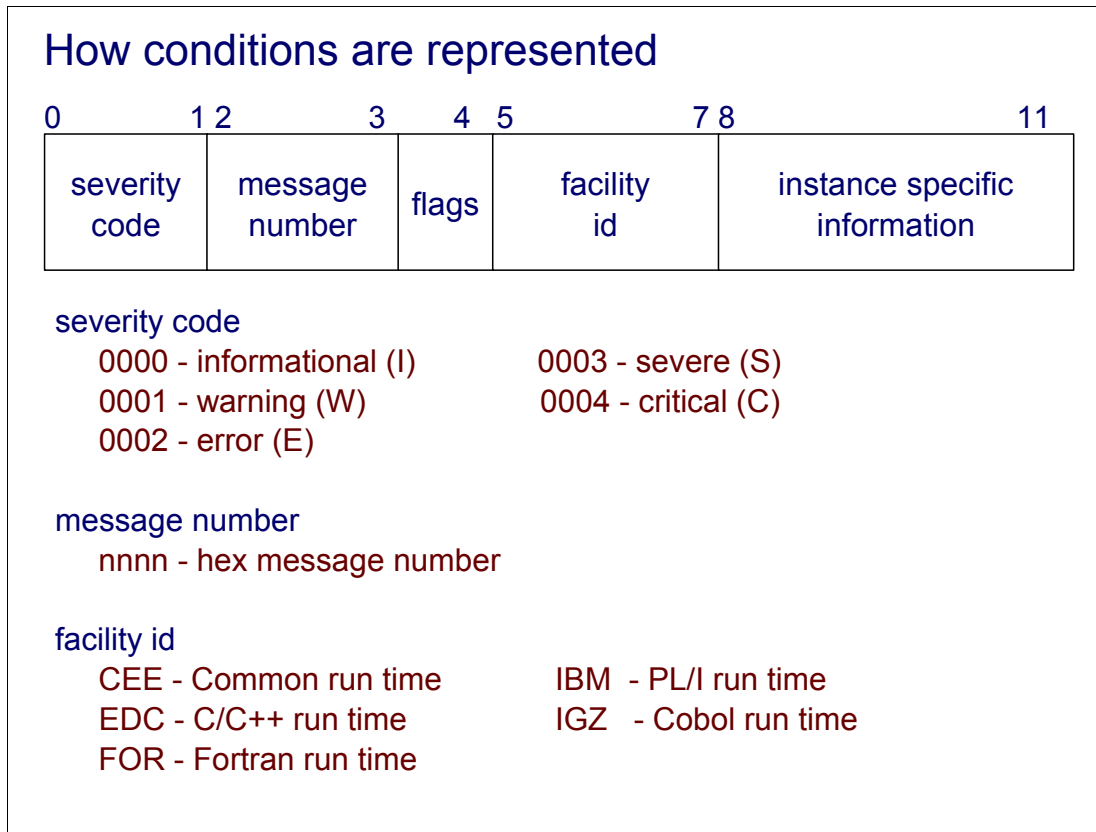 How conditions are represented
0 1 2 3 4 5 7 8 11
severity code
message number
flags
facility id
instance specific information
severity code
0000 - informational (I) 0003 - severe (S)
0001 - warning (W) 0004 - critical (C)
0002 - error (E)
message number
nnnn - hex message number
facility id
CEE - Common run time IBM - PL/I run time
EDC - C/C++ run time IGZ - Cobol run time
FOR - Fortran run time